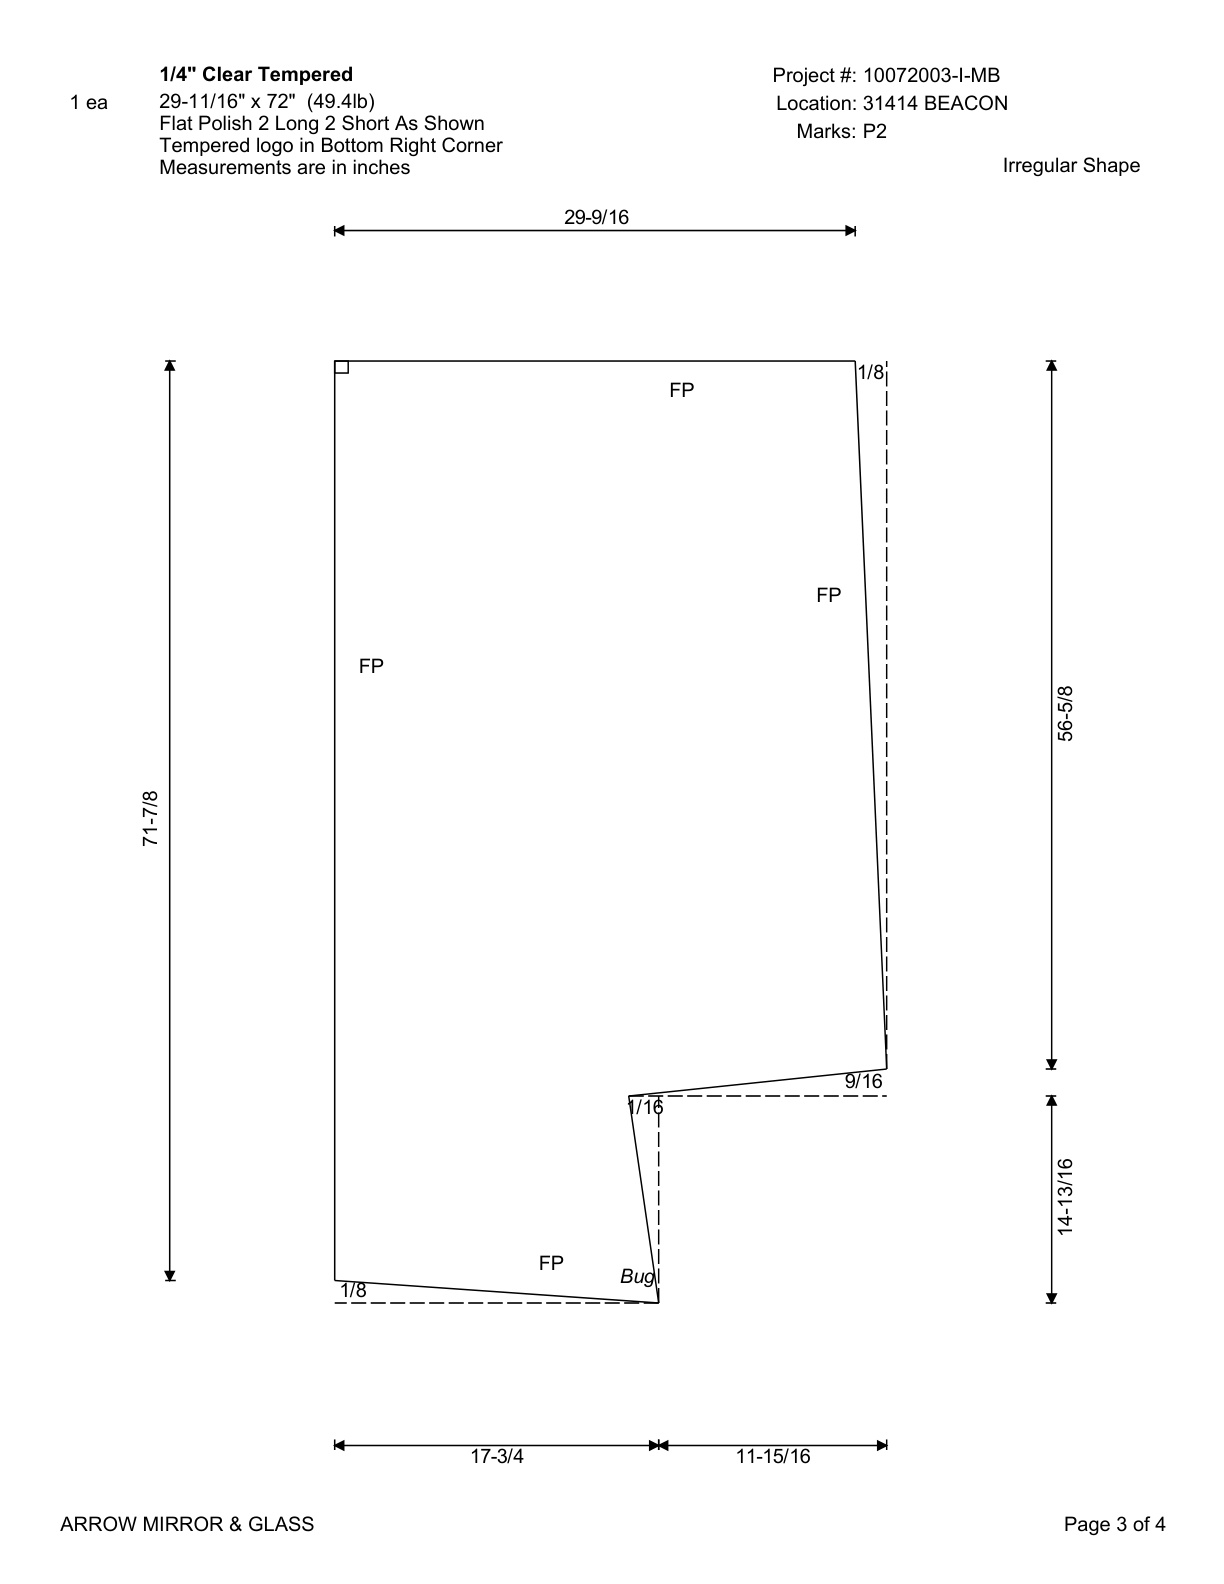 1/4" Clear Tempered
1 ea
29-11/16" x 72" (49.4lb)
Flat Polish 2 Long 2 Short As Shown
Tempered logo in Bottom Right Corner
Measurements are in inches
Project #: 10072003-I-MB
Location: 31414 BEACON
Marks: P2
Irregular Shape
29-9/16
1/8
FP
FP
FP
56-5/8
71-7/8
9/16
1/16
14-13/16
FP
Bug
1/8
17-3/4
11-15/16
ARROW MIRROR & GLASS
Page 3 of 4